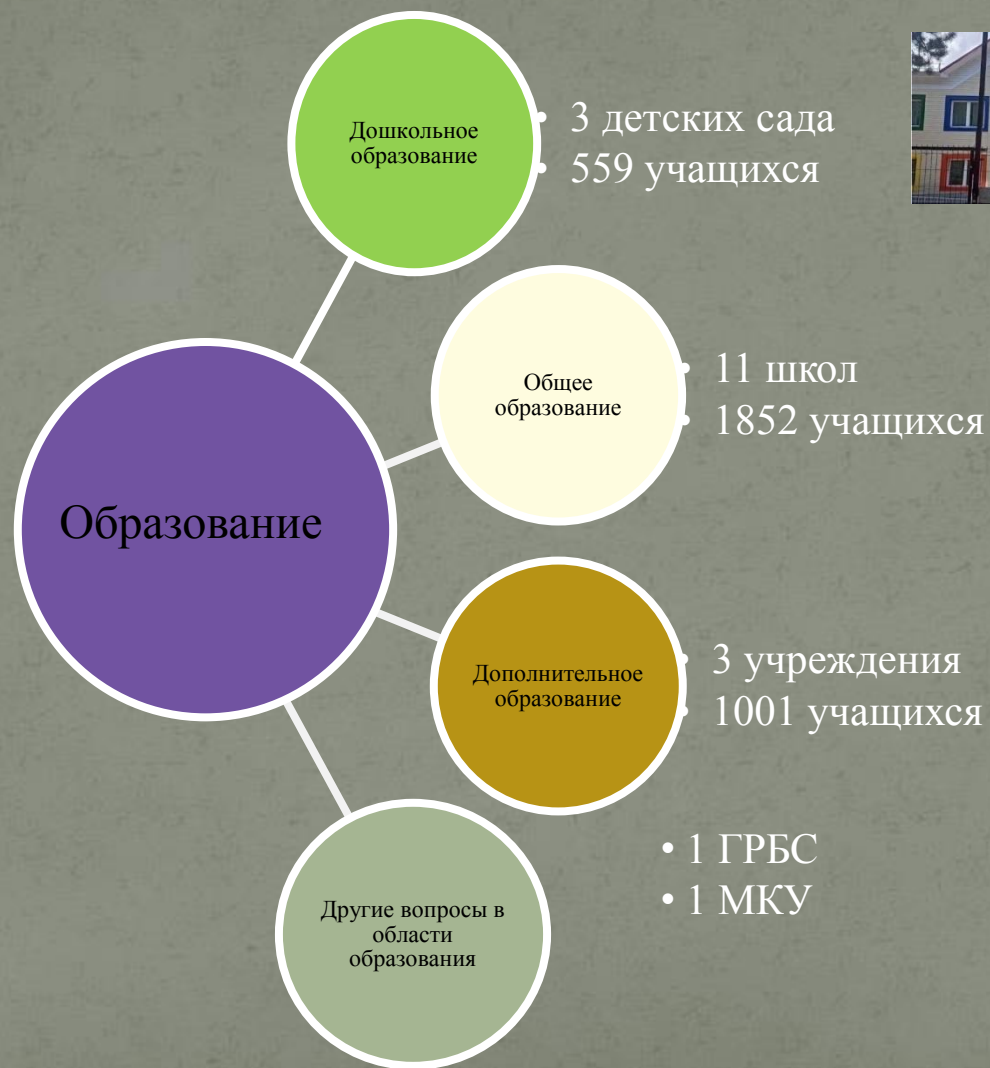 Дошкольное
образование
• 3 детских сада
• 559 учащихся
Общее
образование
• 11 школ
• 1852 учащихся
Образование
Дополнительное
образование
• 3 учреждения
• 1001 учащихся
Другие вопросы в
области
образования
• 1 ГРБС
• 1 МКУ